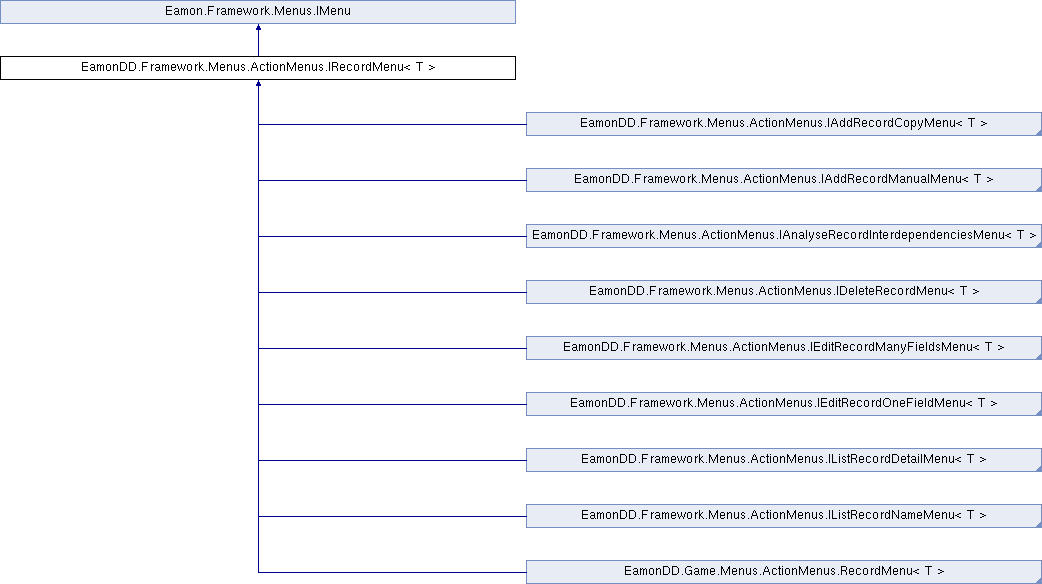 Eamon.Framework.Menus.IMenu
EamonDD.Framework.Menus.ActionMenus.IRecordMenu< T >
EamonDD.Framework.Menus.ActionMenus.IAddRecordCopyMenu< T >
EamonDD.Framework.Menus.ActionMenus.IAddRecordManualMenu< T >
EamonDD.Framework.Menus.ActionMenus.IAnalyseRecordInterdependenciesMenu< T >
EamonDD.Framework.Menus.ActionMenus.IDeleteRecordMenu< T >
EamonDD.Framework.Menus.ActionMenus.IEditRecordManyFieldsMenu< T >
EamonDD.Framework.Menus.ActionMenus.IEditRecordOneFieldMenu< T >
EamonDD.Framework.Menus.ActionMenus.IListRecordDetailMenu< T >
EamonDD.Framework.Menus.ActionMenus.IListRecordNameMenu< T >
EamonDD.Game.Menus.ActionMenus.RecordMenu< T >